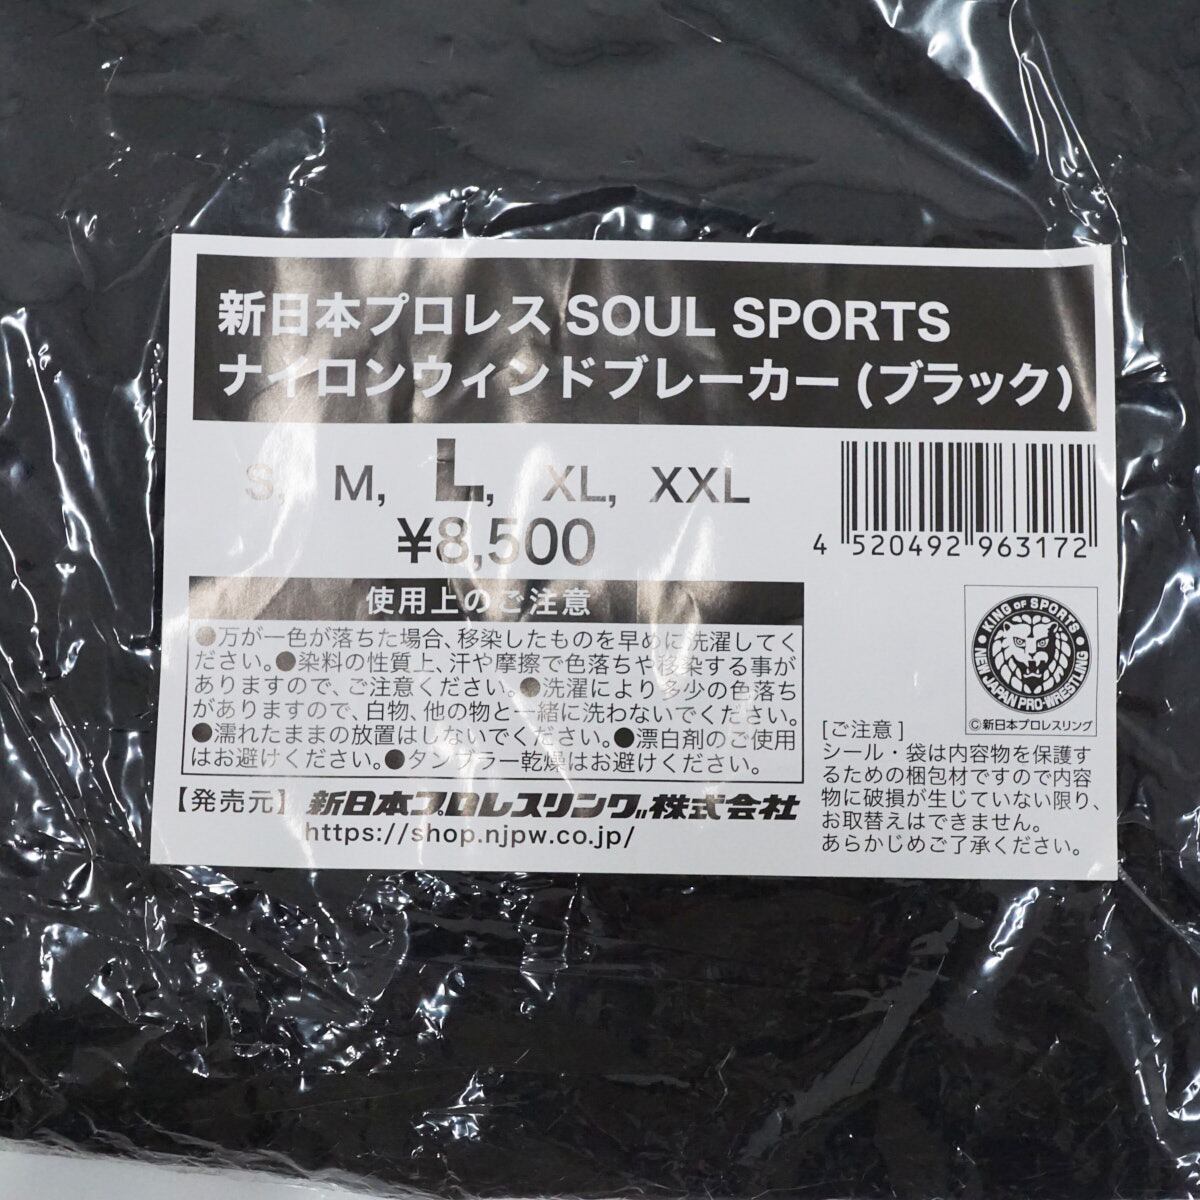 新日本プロレス SOUL SPORTS
ナイロンウィンドブレーカー (ブラック)
S, M, L, XL, XXL
¥8,500
4 520492 963172
使用上のご注意
●万が一色が落ちた場合、移染したものを早めに洗濯してく
ださい。●染料の性質上、汗や摩擦で色落ちや移染する事が
ありますので、ご注意ください。●洗濯により多少の色落ち
がありますので、白物、他の物と一緒に洗わないでください。
●濡れたままの放置はしないでください。●漂白剤のご使用
はお避けください。●タンブラー乾燥はお避けください。
【発売元】新日本プロレスリング株式会社
https://shop.njpw.co.jp/
KING OF SPORTS
NEW JAPAN PRO-WRESTLING
©新日本プロレスリング
[ご注意]
シール・袋は内容物を保護す
るための梱包材ですので内容
物に破損が生じていない限り、
お取替えはできません。
あらかじめご了承ください。